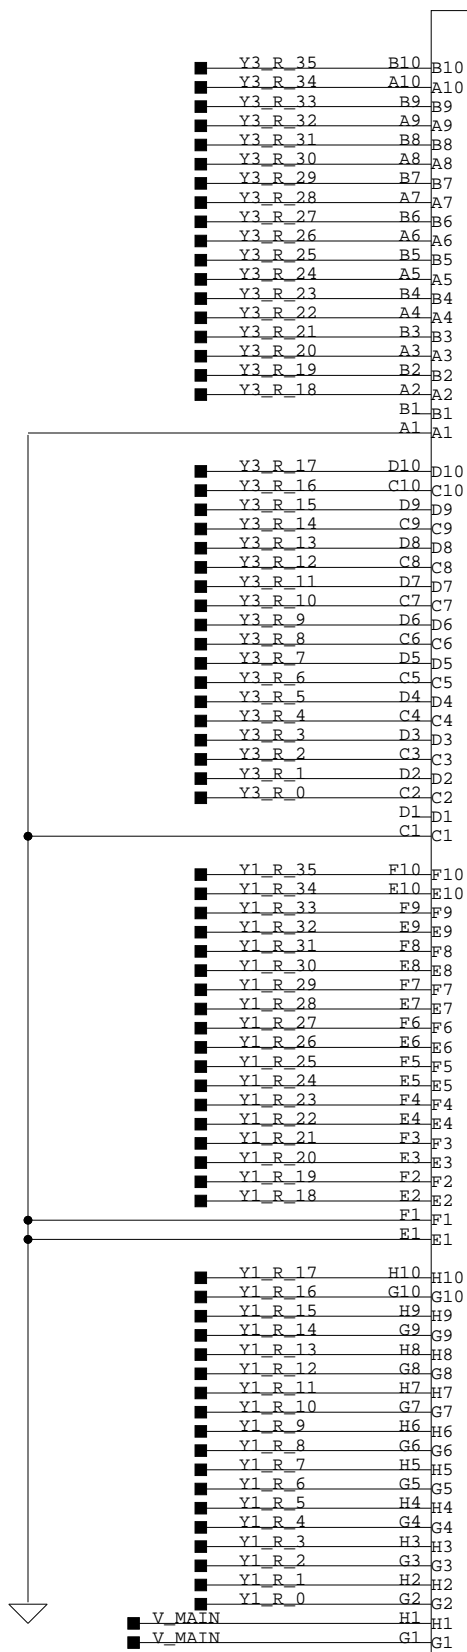 Y3_R_35 B10 B10
Y3_R_34 A10 A10
Y3_R_33 B9 B9
Y3_R_32 A9 A9
Y3_R_31 B8 B8
Y3_R_30 A8 A8
Y3_R_29 B7 B7
Y3_R_28 A7 A7
Y3_R_27 B6 B6
Y3_R_26 A6 A6
Y3_R_25 B5 B5
Y3_R_24 A5 A5
Y3_R_23 B4 B4
Y3_R_22 A4 A4
Y3_R_21 B3 B3
Y3_R_20 A3 A3
Y3_R_19 B2 B2
Y3_R_18 A2 A2
B1 B1
A1 A1
Y3_R_17 D10 D10
Y3_R_16 C10 C10
Y3_R_15 D9 D9
Y3_R_14 C9 C9
Y3_R_13 D8 D8
Y3_R_12 C8 C8
Y3_R_11 D7 D7
Y3_R_10 C7 C7
Y3_R_9 D6 D6
Y3_R_8 C6 C6
Y3_R_7 D5 D5
Y3_R_6 C5 C5
Y3_R_5 D4 D4
Y3_R_4 C4 C4
Y3_R_3 D3 D3
Y3_R_2 C3 C3
Y3_R_1 D2 D2
Y3_R_0 C2 C2
D1 D1
C1 C1
Y1_R_35 F10 F10
Y1_R_34 E10 E10
Y1_R_33 F9 F9
Y1_R_32 E9 E9
Y1_R_31 F8 F8
Y1_R_30 E8 E8
Y1_R_29 F7 F7
Y1_R_28 E7 E7
Y1_R_27 F6 F6
Y1_R_26 E6 E6
Y1_R_25 F5 F5
Y1_R_24 E5 E5
Y1_R_23 F4 F4
Y1_R_22 E4 E4
Y1_R_21 F3 F3
Y1_R_20 E3 E3
Y1_R_19 F2 F2
Y1_R_18 E2 E2
F1 F1
E1 E1
Y1_R_17 H10 H10
Y1_R_16 G10 G10
Y1_R_15 H9 H9
Y1_R_14 G9 G9
Y1_R_13 H8 H8
Y1_R_12 G8 G8
Y1_R_11 H7 H7
Y1_R_10 G7 G7
Y1_R_9 H6 H6
Y1_R_8 G6 G6
Y1_R_7 H5 H5
Y1_R_6 G5 G5
Y1_R_5 H4 H4
Y1_R_4 G4 G4
Y1_R_3 H3 H3
Y1_R_2 G3 G3
Y1_R_1 H2 H2
Y1_R_0 G2 G2
V_MAIN H1 H1
V_MAIN G1 G1